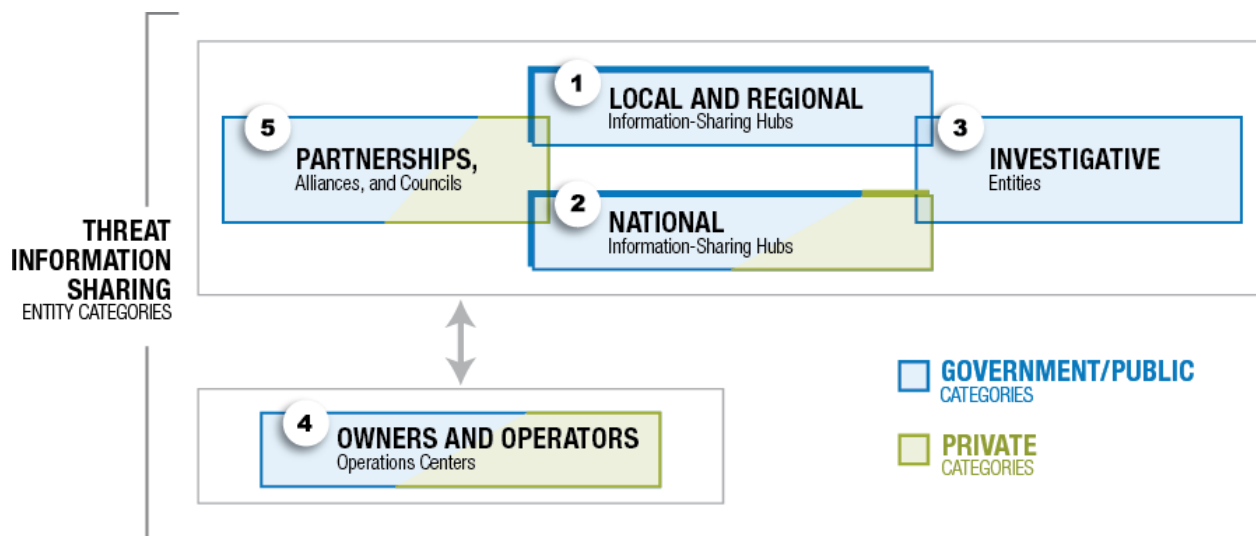 THREAT
INFORMATION
SHARING
ENTITY CATEGORIES
1
LOCAL AND REGIONAL
Information-Sharing Hubs
2
NATIONAL
Information-Sharing Hubs
3
INVESTIGATIVE
Entities
5
PARTNERSHIPS,
Alliances, and Councils
4
OWNERS AND OPERATORS
Operations Centers
GOVERNMENT/PUBLIC
CATEGORIES
PRIVATE
CATEGORIES